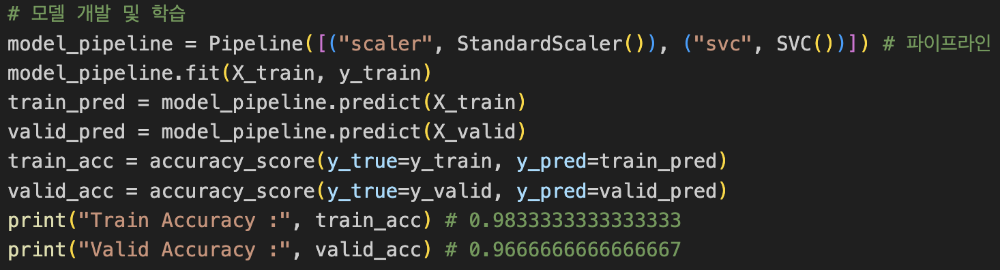 # 모델 개발 및 학습
model_pipeline = Pipeline([("scaler", StandardScaler()), ("svc", SVC())]) # 파이프라인
model_pipeline.fit(X_train, y_train)
train_pred = model_pipeline.predict(X_train)
valid_pred = model_pipeline.predict(X_valid)
train_acc = accuracy_score(y_true=y_train, y_pred=train_pred)
valid_acc = accuracy_score(y_true=y_valid, y_pred=valid_pred)
print("Train Accuracy :", train_acc) # 0.9833333333333333
print("Valid Accuracy :", valid_acc) # 0.9666666666666667